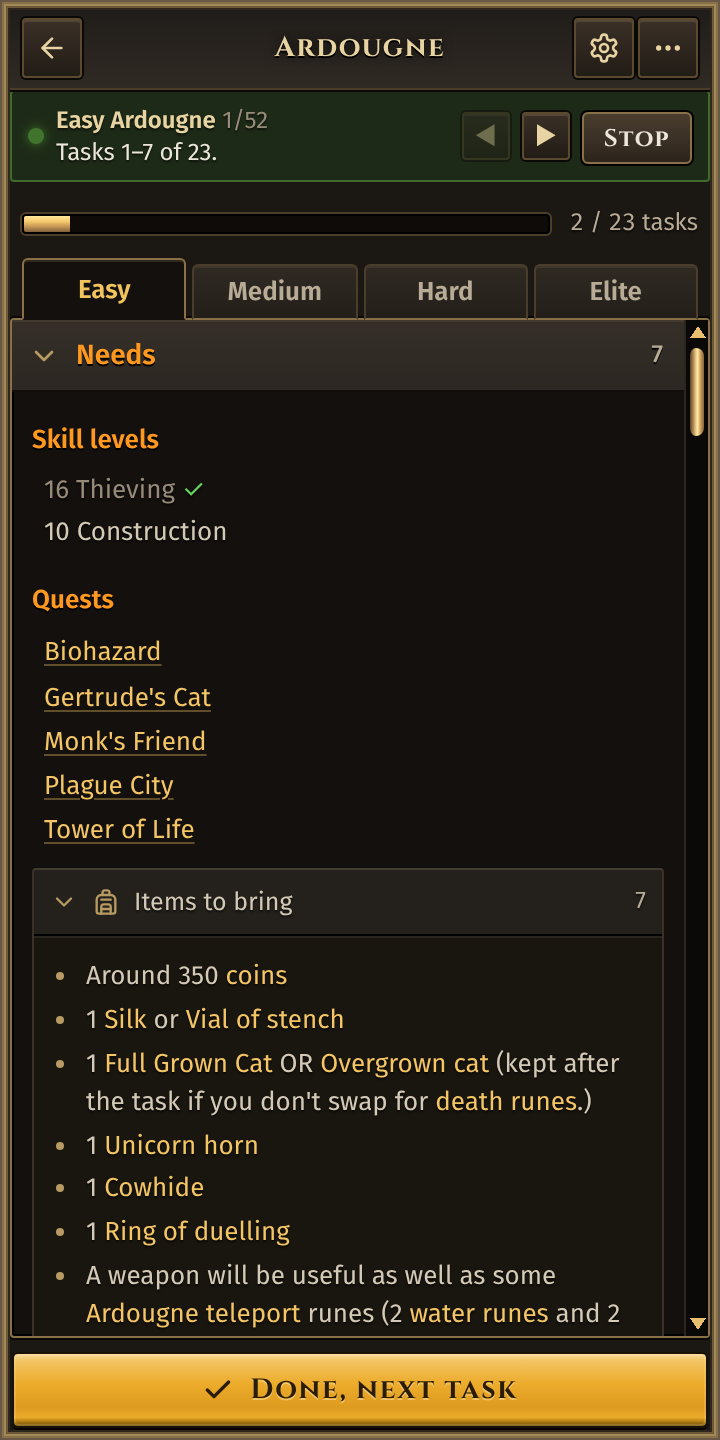 Ardougne
Easy Ardougne 1/52
Tasks 1–7 of 23.
Stop
2 / 23 tasks
Easy
Medium
Hard
Elite
Needs
7
Skill levels
16 Thieving
10 Construction
Quests
Biohazard
Gertrude's Cat
Monk's Friend
Plague City
Tower of Life
Items to bring
7
Around 350 coins
1 Silk or Vial of stench
1 Full Grown Cat OR Overgrown cat (kept after
the task if you don't swap for death runes.)
1 Unicorn horn
1 Cowhide
1 Ring of duelling
A weapon will be useful as well as some
Ardougne teleport runes (2 water runes and 2
Done, next task